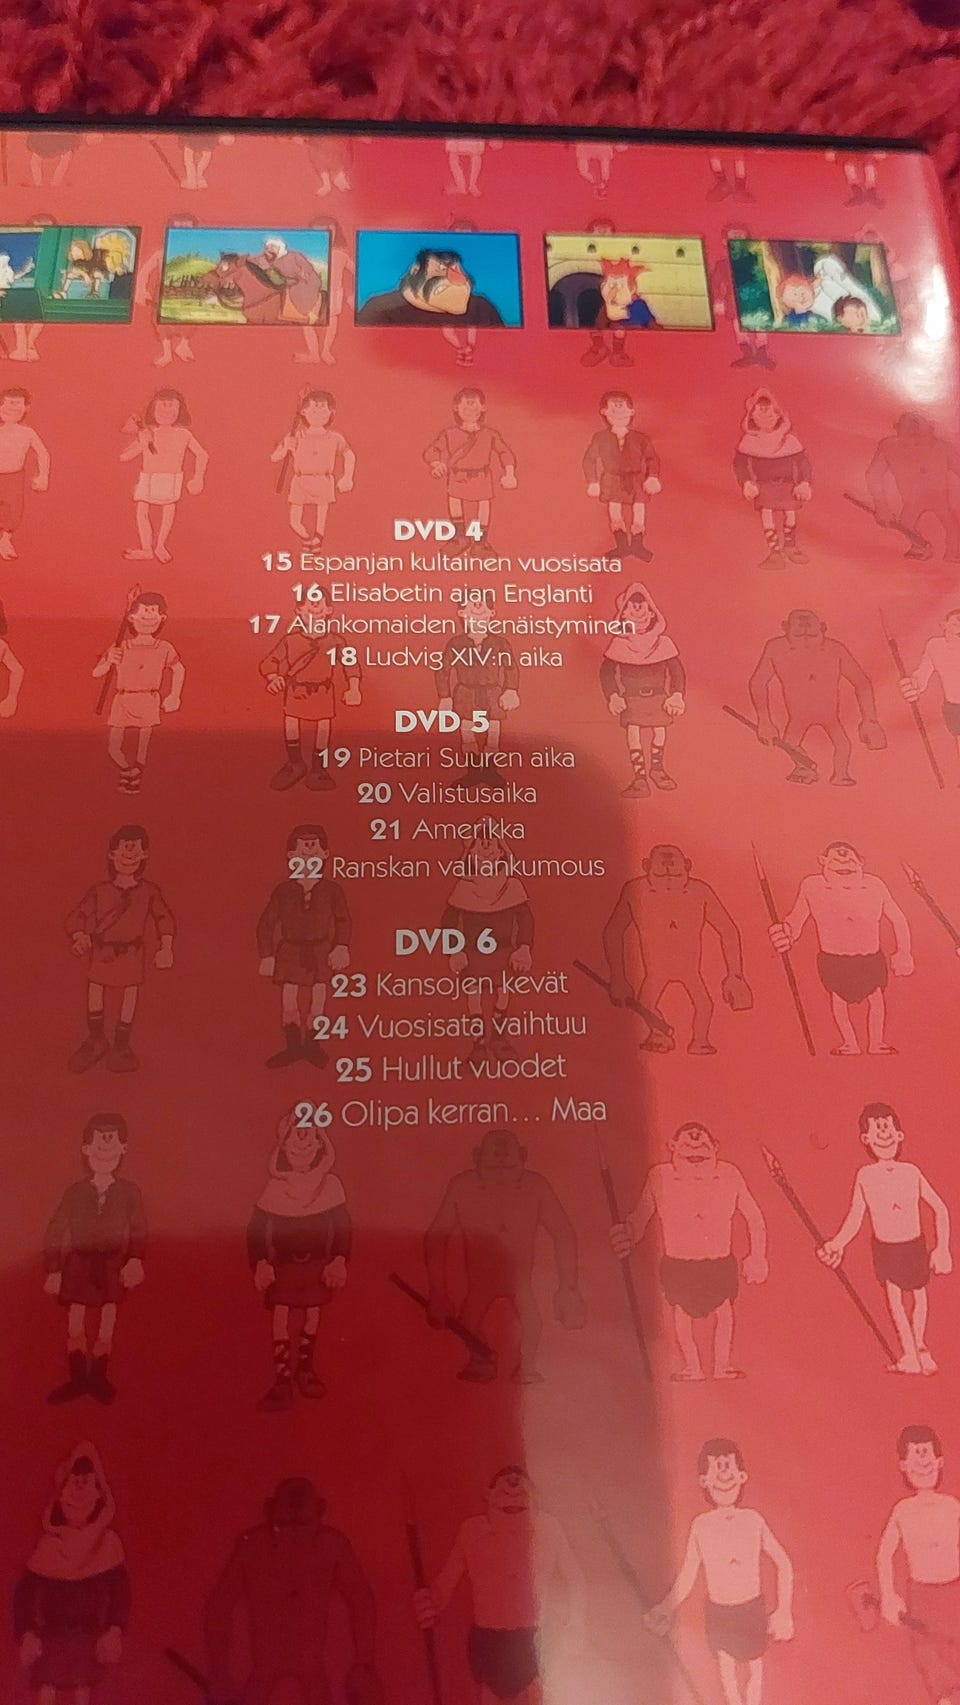 DVD 4
15 Espanjan kultainen vuosisata
16 Elisabetin ajan Englanti
17 Alankomaiden itsenäistyminen
18 Ludvig XIV:n aika
DVD 5
19 Pietari Suuren aika
20 Valistusaika
21 Amerikka
22 Ranskan vallankumous
DVD 6
23 Kansojen kevät
24 Vuosisata vaihtuu
25 Hullut vuodet
26 Olipa kerran... Maa